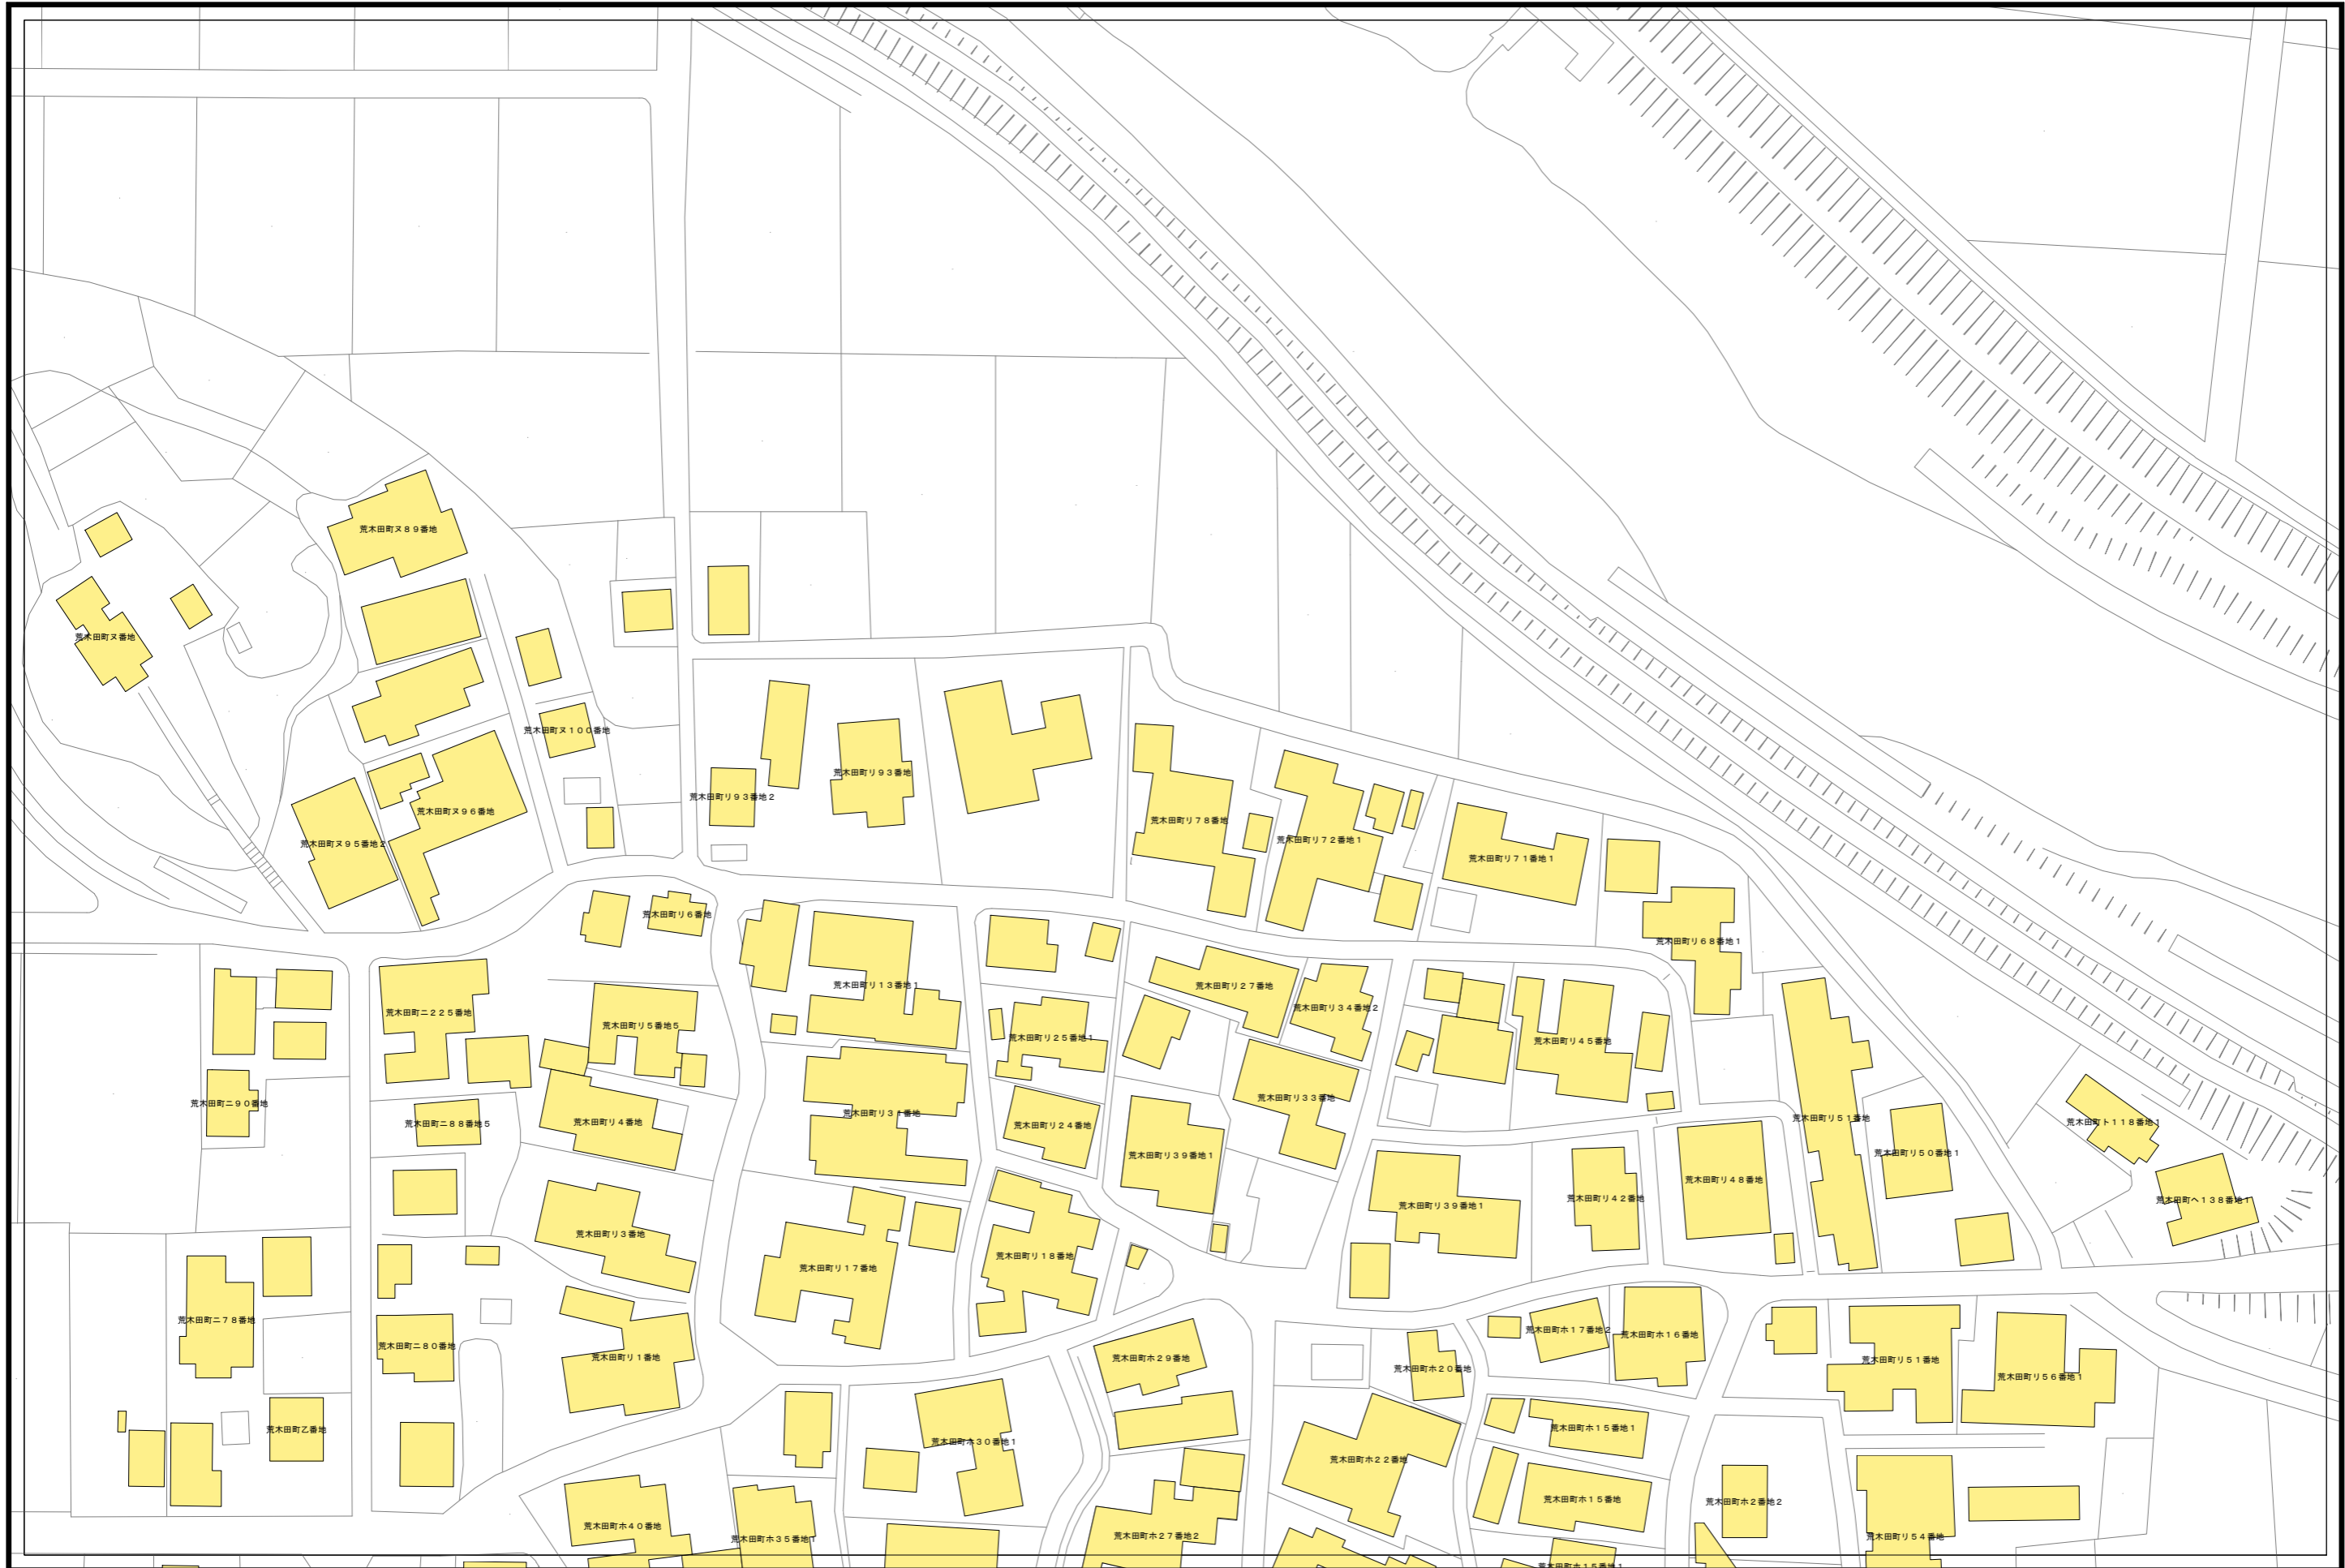 荒木田町ヌ８９番地
荒木田町ヌ番地
荒木田町ヌ１００番地
荒木田町リ９３番地
荒木田町リ９３番地２
荒木田町ヌ９６番地
荒木田町リ７８番地
荒木田町リ７２番地１
荒木田町ヌ９５番地２
荒木田町リ７１番地１
荒木田町リ６番地
荒木田町リ６８番地１
荒木田町リ１３番地１
荒木田町リ２７番地
荒木田町リ３４番地２
荒木田町ニ２２５番地
荒木田町リ５番地５
荒木田町リ２５番地１
荒木田町リ４５番地
荒木田町ニ９０番地
荒木田町リ３１番地
荒木田町リ３３番地
荒木田町ニ８８番地５
荒木田町リ４番地
荒木田町リ２４番地
荒木田町リ５１番地
荒木田町ト１１８番地１
荒木田町リ３９番地１
荒木田町リ５０番地１
荒木田町リ４８番地
荒木田町リ４２番地
荒木田町ヘ１３８番地１
荒木田町リ３９番地１
荒木田町リ３番地
荒木田町リ１８番地
荒木田町リ１７番地
荒木田町ニ７８番地
荒木田町ホ１７番地２
荒木田町ホ１６番地
荒木田町ニ８０番地
荒木田町リ１番地
荒木田町ホ２９番地
荒木田町リ５１番地
荒木田町ホ２０番地
荒木田町リ５６番地１
荒木田町乙番地
荒木田町ホ１５番地１
荒木田町ホ３０番地１
荒木田町ホ２２番地
荒木田町ホ１５番地
荒木田町ホ２番地２
荒木田町ホ４０番地
荒木田町ホ３５番地１
荒木田町ホ２７番地２
荒木田町リ５４番地
荒木田町ホ１５番地１